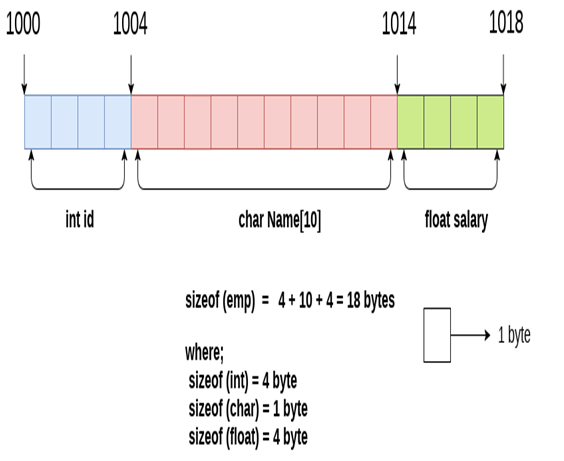 1000 1004 1014 1018
int id char Name[10] float salary
sizeof (emp) = 4 + 10 + 4 = 18 bytes
1 byte
where;
sizeof (int) = 4 byte
sizeof (char) = 1 byte
sizeof (float) = 4 byte